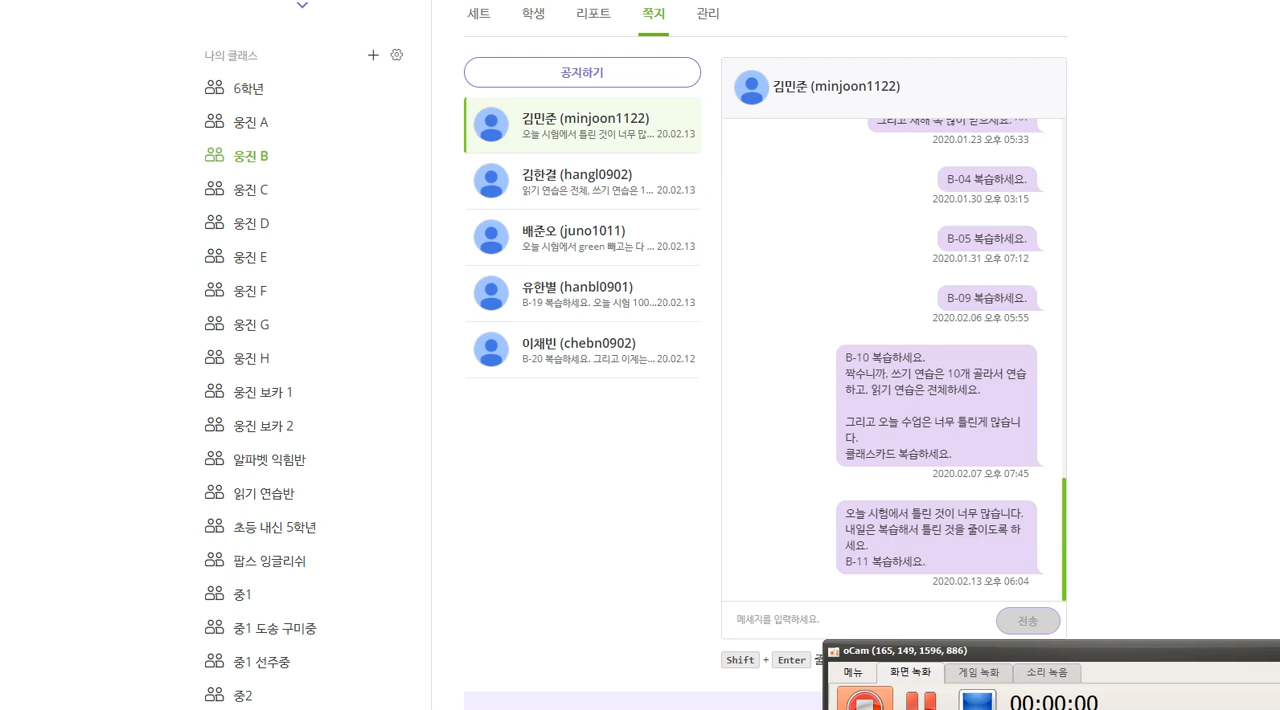 세트 학생 리포트 쪽지 관리
나의 클래스
6학년
웅진 A
웅진 B
웅진 C
웅진 D
웅진 E
웅진 F
웅진 G
웅진 H
웅진 보카 1
웅진 보카 2
알파벳 익힘반
읽기 연습반
초등 내신 5학년
팝스 잉글리쉬
중1
중1 도송 구미중
중1 선주중
중2
공지하기
김민준 (minjoon1122)
오늘 시험에서 틀린 것이 너무 많... 20.02.13
김한결 (hangl0902)
읽기 연습은 전체, 쓰기 연습은 1... 20.02.13
배준오 (juno1011)
오늘 시험에서 green 빼고는 다 ... 20.02.13
유한별 (hanbl0901)
B-19 복습하세요. 오늘 시험 100...20.02.13
이채빈 (chebn0902)
B-20 복습하세요. 그리고 이제는... 20.02.12
김민준 (minjoon1122)
그리고 새해 복 많이 받으세요. ^^
2020.01.23 오후 05:33
B-04 복습하세요.
2020.01.30 오후 03:15
B-05 복습하세요.
2020.01.31 오후 07:12
B-09 복습하세요.
2020.02.06 오후 05:55
B-10 복습하세요.
짝수니까, 쓰기 연습은 10개 골라서 연습
하고, 읽기 연습은 전체하세요.
그리고 오늘 수업은 너무 틀린게 많습니
다.
클래스카드 복습하세요.
2020.02.07 오후 07:45
오늘 시험에서 틀린 것이 너무 많습니다.
내일은 복습해서 틀린 것을 줄이도록 하
세요.
B-11 복습하세요.
2020.02.13 오후 06:04
메세지를 입력하세요.
전송
Shift + Enter
oCam (165, 149, 1596, 886)
메뉴 화면 녹화 게임 녹화 소리 녹음
00:00:00